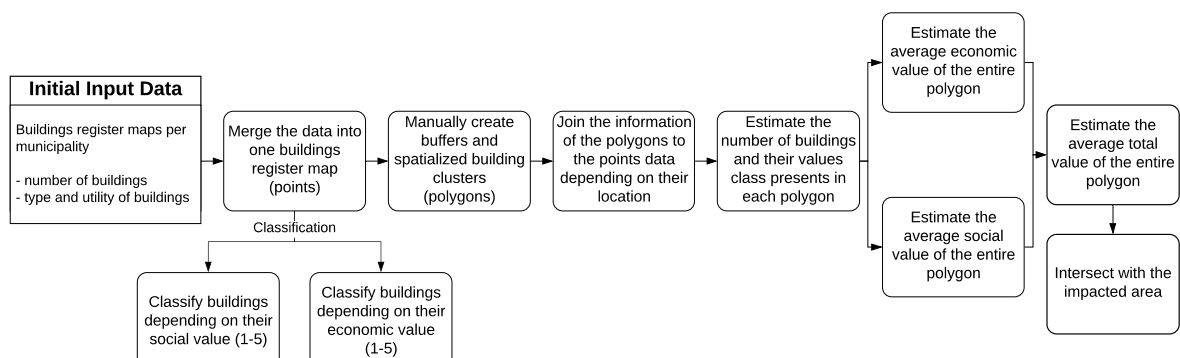 Initial Input Data
Buildings register maps per
municipality
- number of buildings
- type and utility of buildings
Merge the data into
one buildings
register map
(points)
Classification
Classify buildings
depending on their
social value (1-5)
Classify buildings
depending on their
economic value
(1-5)
Manually create
buffers and
spatialized building
clusters
(polygons)
Join the information
of the polygons to
the points data
depending on their
location
Estimate the
number of buildings
and their values
class presents in
each polygon
Estimate the
average economic
value of the entire
polygon
Estimate the
average social
value of the entire
polygon
Estimate the
average total
value of the entire
polygon
Intersect with the
impacted area